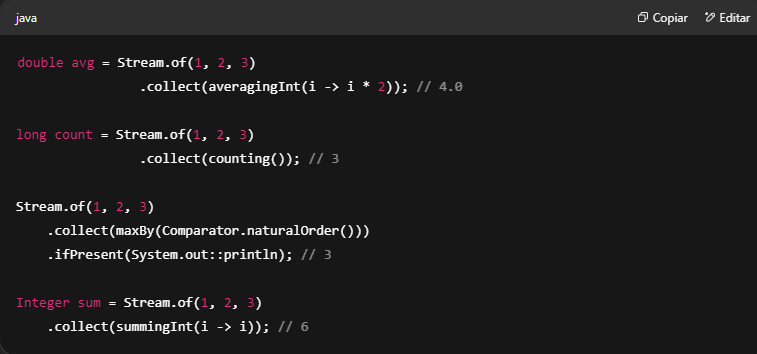 java
Copiar
Editar
double avg = Stream.of(1, 2, 3)
.collect(averagingInt(i -> i * 2)); // 4.0
long count = Stream.of(1, 2, 3)
.collect(counting()); // 3
Stream.of(1, 2, 3)
.collect(maxBy(Comparator.naturalOrder()))
.ifPresent(System.out::println); // 3
Integer sum = Stream.of(1, 2, 3)
.collect(summingInt(i -> i)); // 6